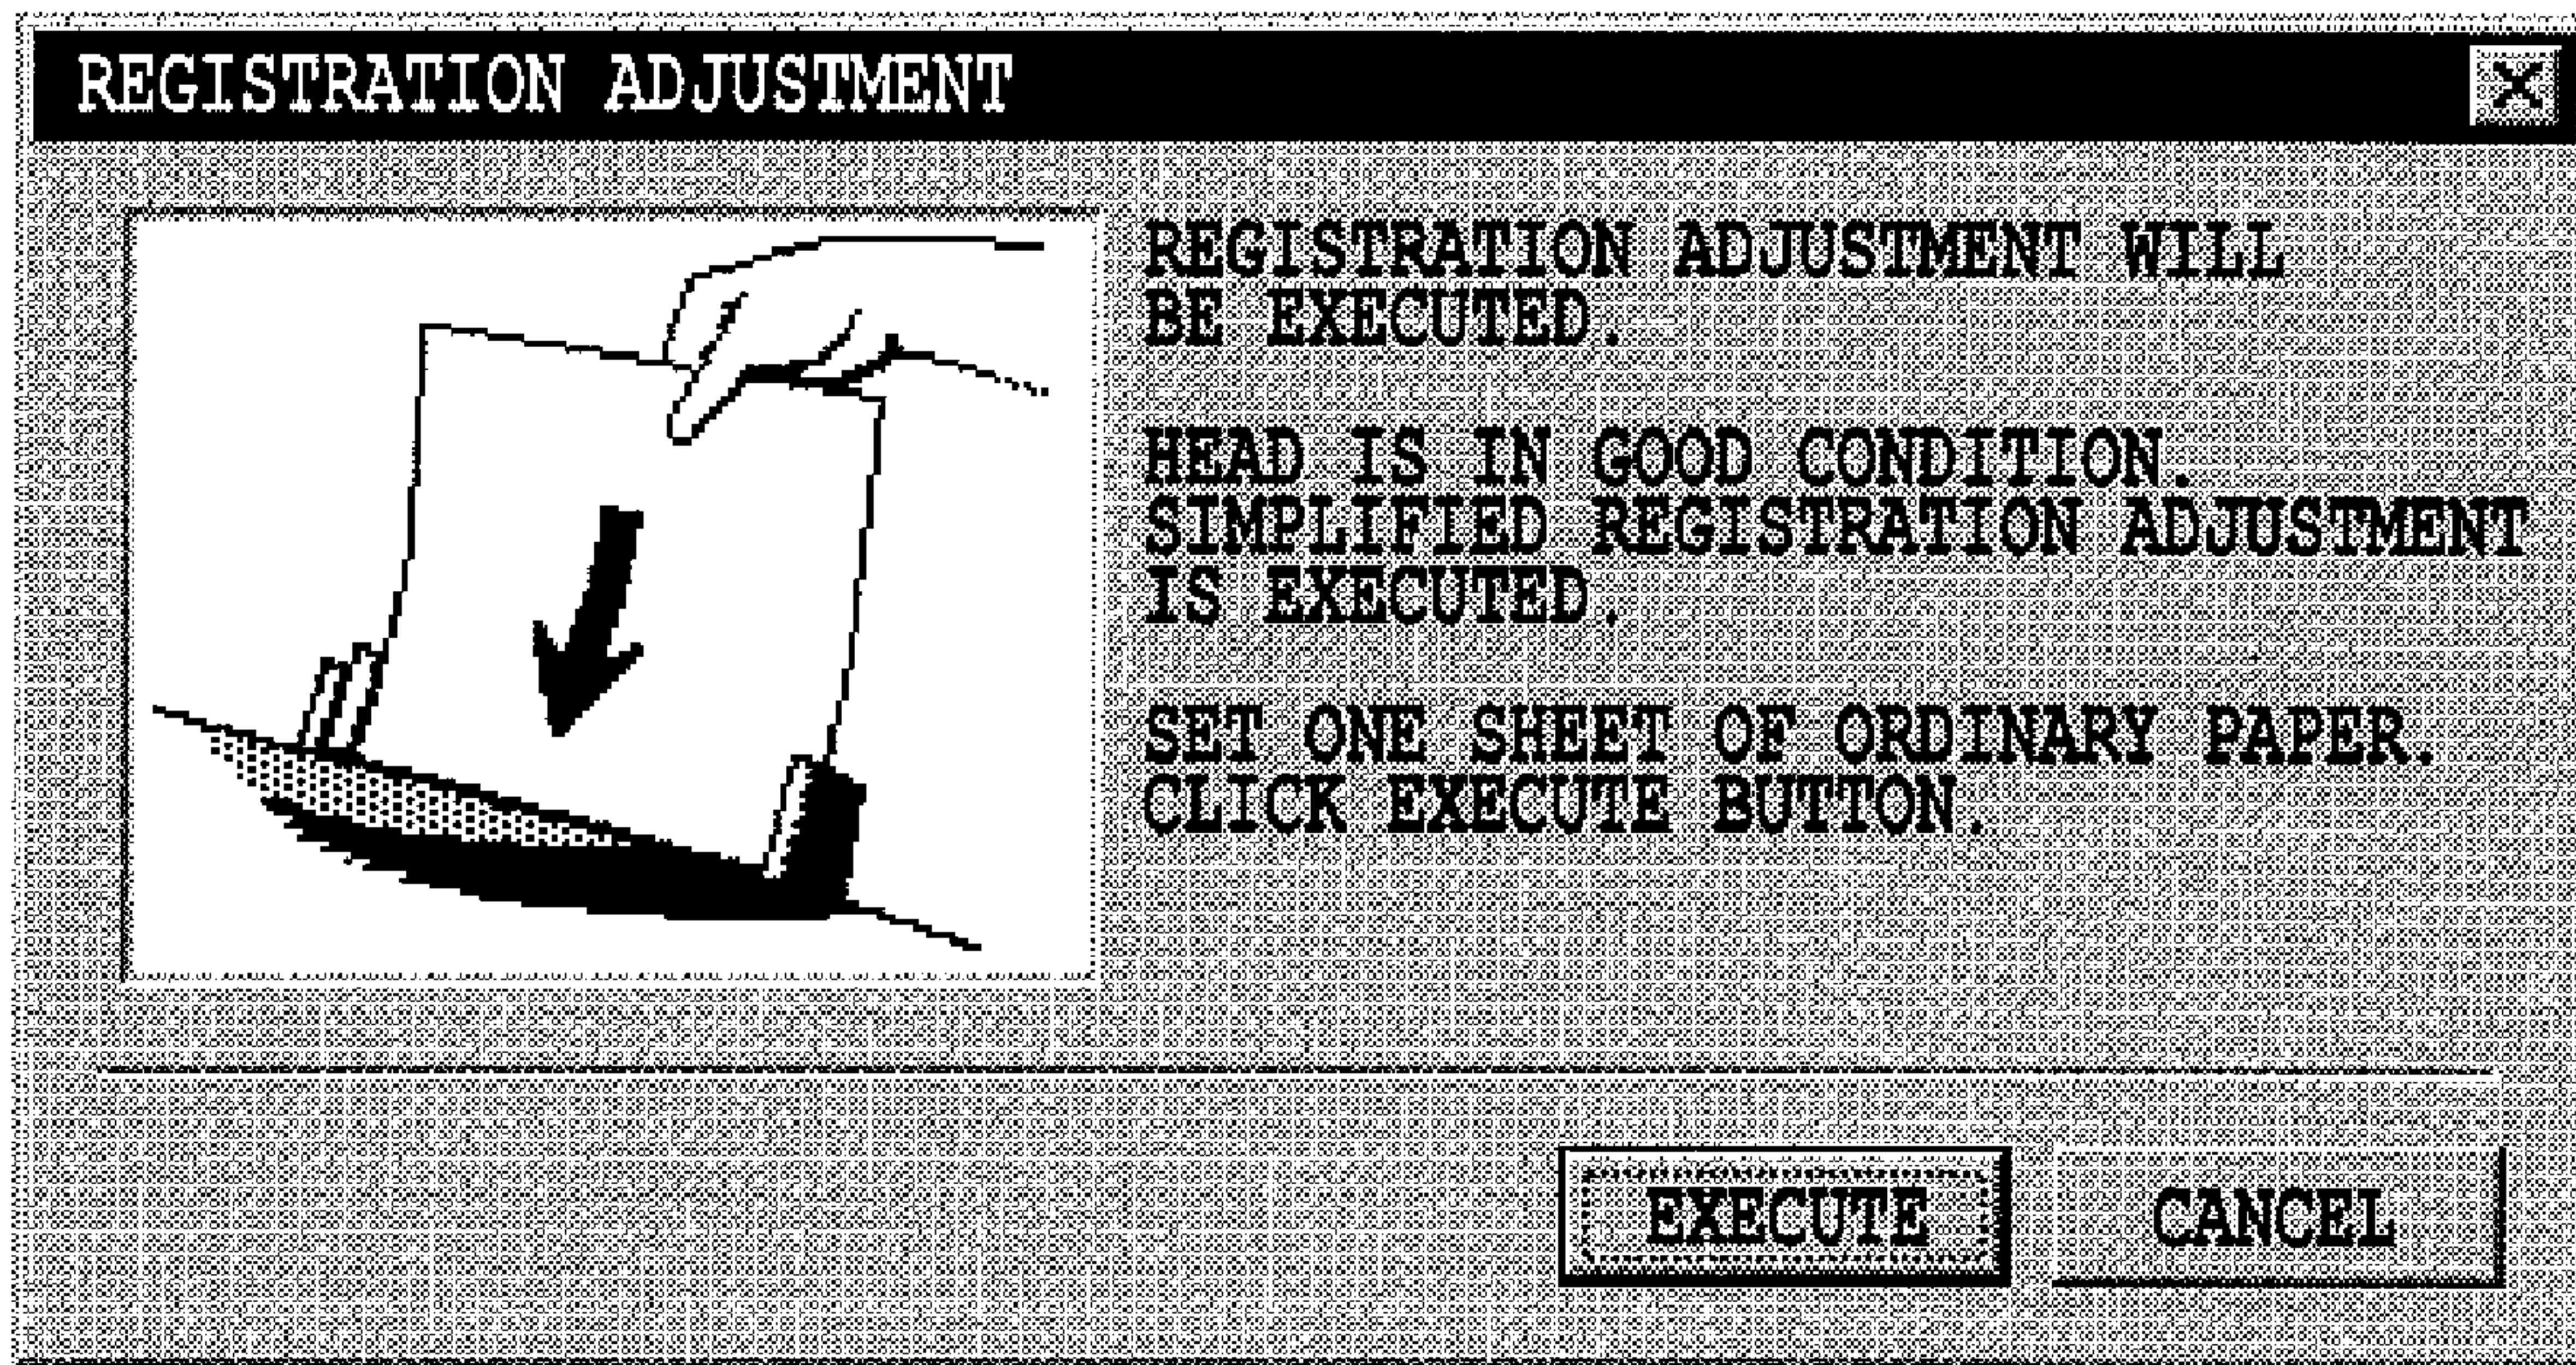 REGISTRATION ADJUSTMENT
REGISTRATION ADJUSTMENT WILL
BE EXECUTED.
HEAD IS IN GOOD CONDITION.
SIMPLIFIED REGISTRATION ADJUSTMENT
IS EXECUTED.
SET ONE SHEET OF ORDINARY PAPER.
CLICK EXECUTE BUTTON.
EXECUTE
CANCEL